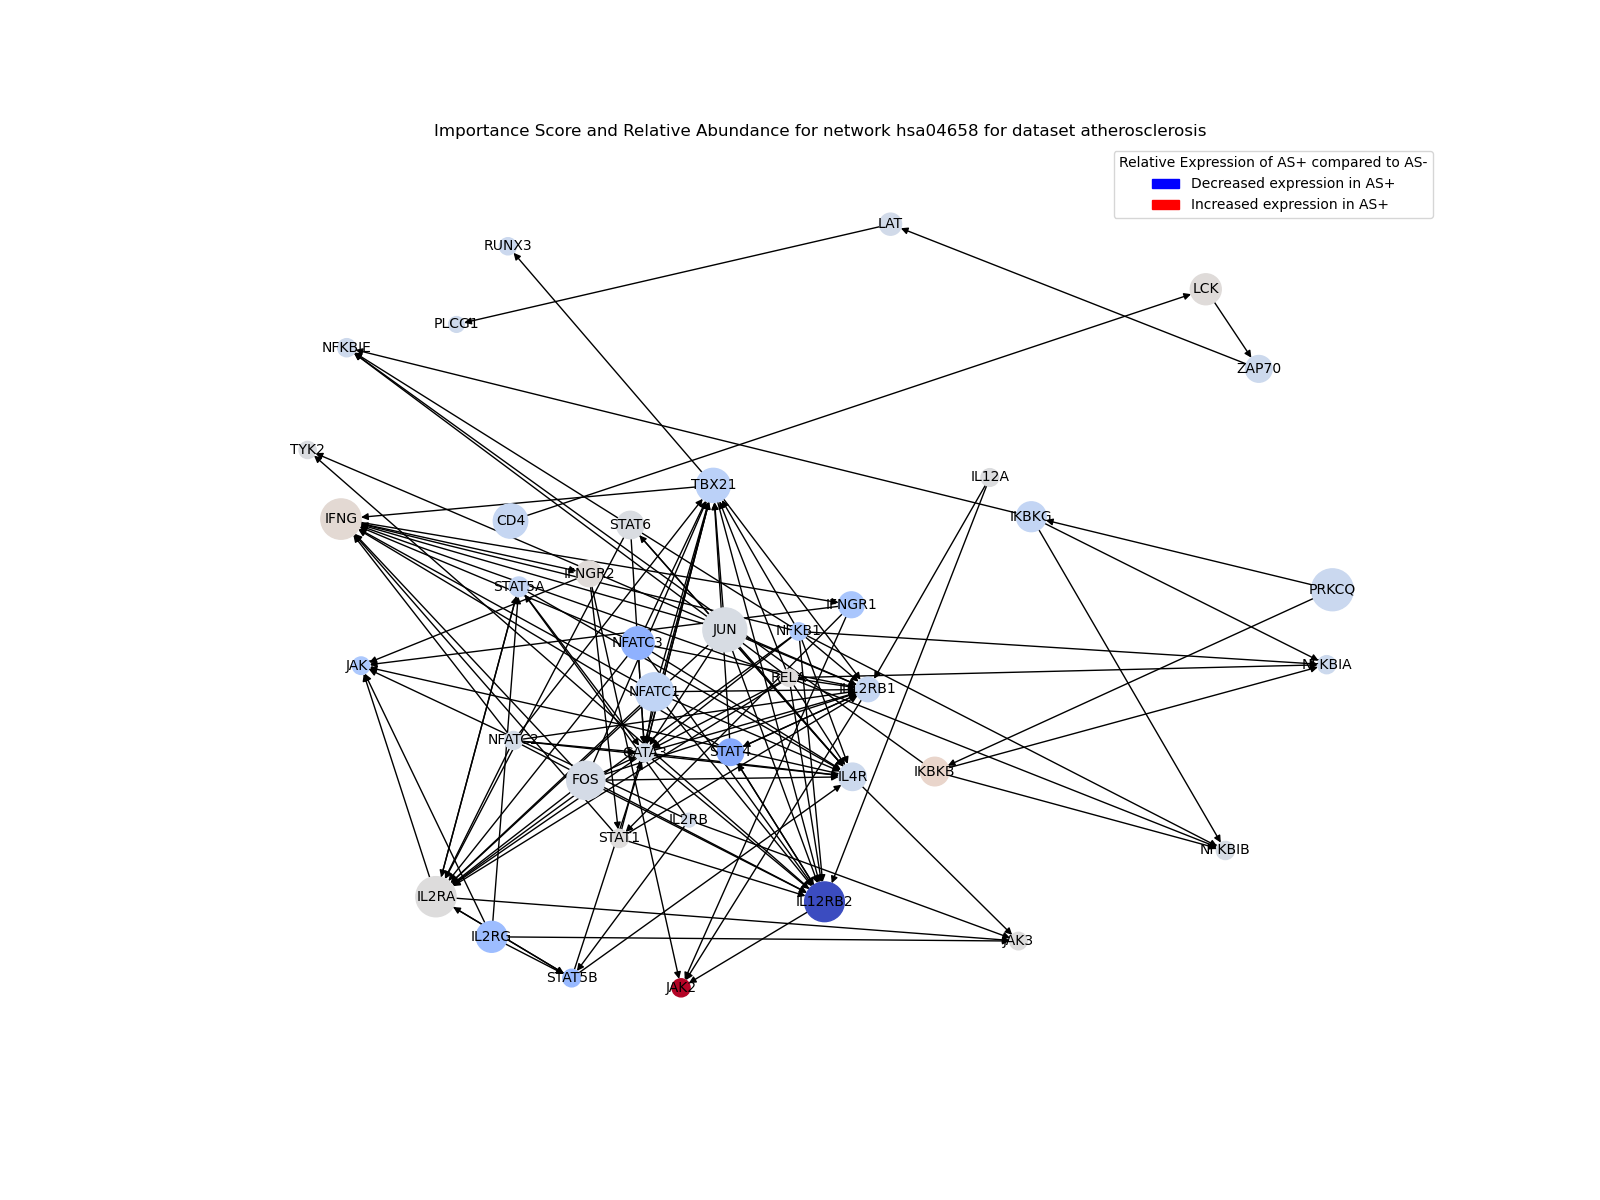 Importance Score and Relative Abundance for network hsa04658 for dataset atherosclerosis
Relative Expression of AS+ compared to AS-
Decreased expression in AS+
Increased expression in AS+
LAT
RUNX3
LCK
PLCG1
NFKBIE
ZAP70
TYK2
IL12A
TBX21
IFNG
CD4
STAT6
IKBKG
IFNGR2
STAT5A
PRKCQ
IFNGR1
JUN
NFKB1
NFATC3
JAK1
NFKBIA
RELA
IL12RB1
NFATC1
NFATC2
GATA3
STAT4
FOS
IL4R
IKBKB
IL2RB
STAT1
NFKBIB
IL2RA
IL12RB2
IL2RG
JAK3
STAT5B
JAK2